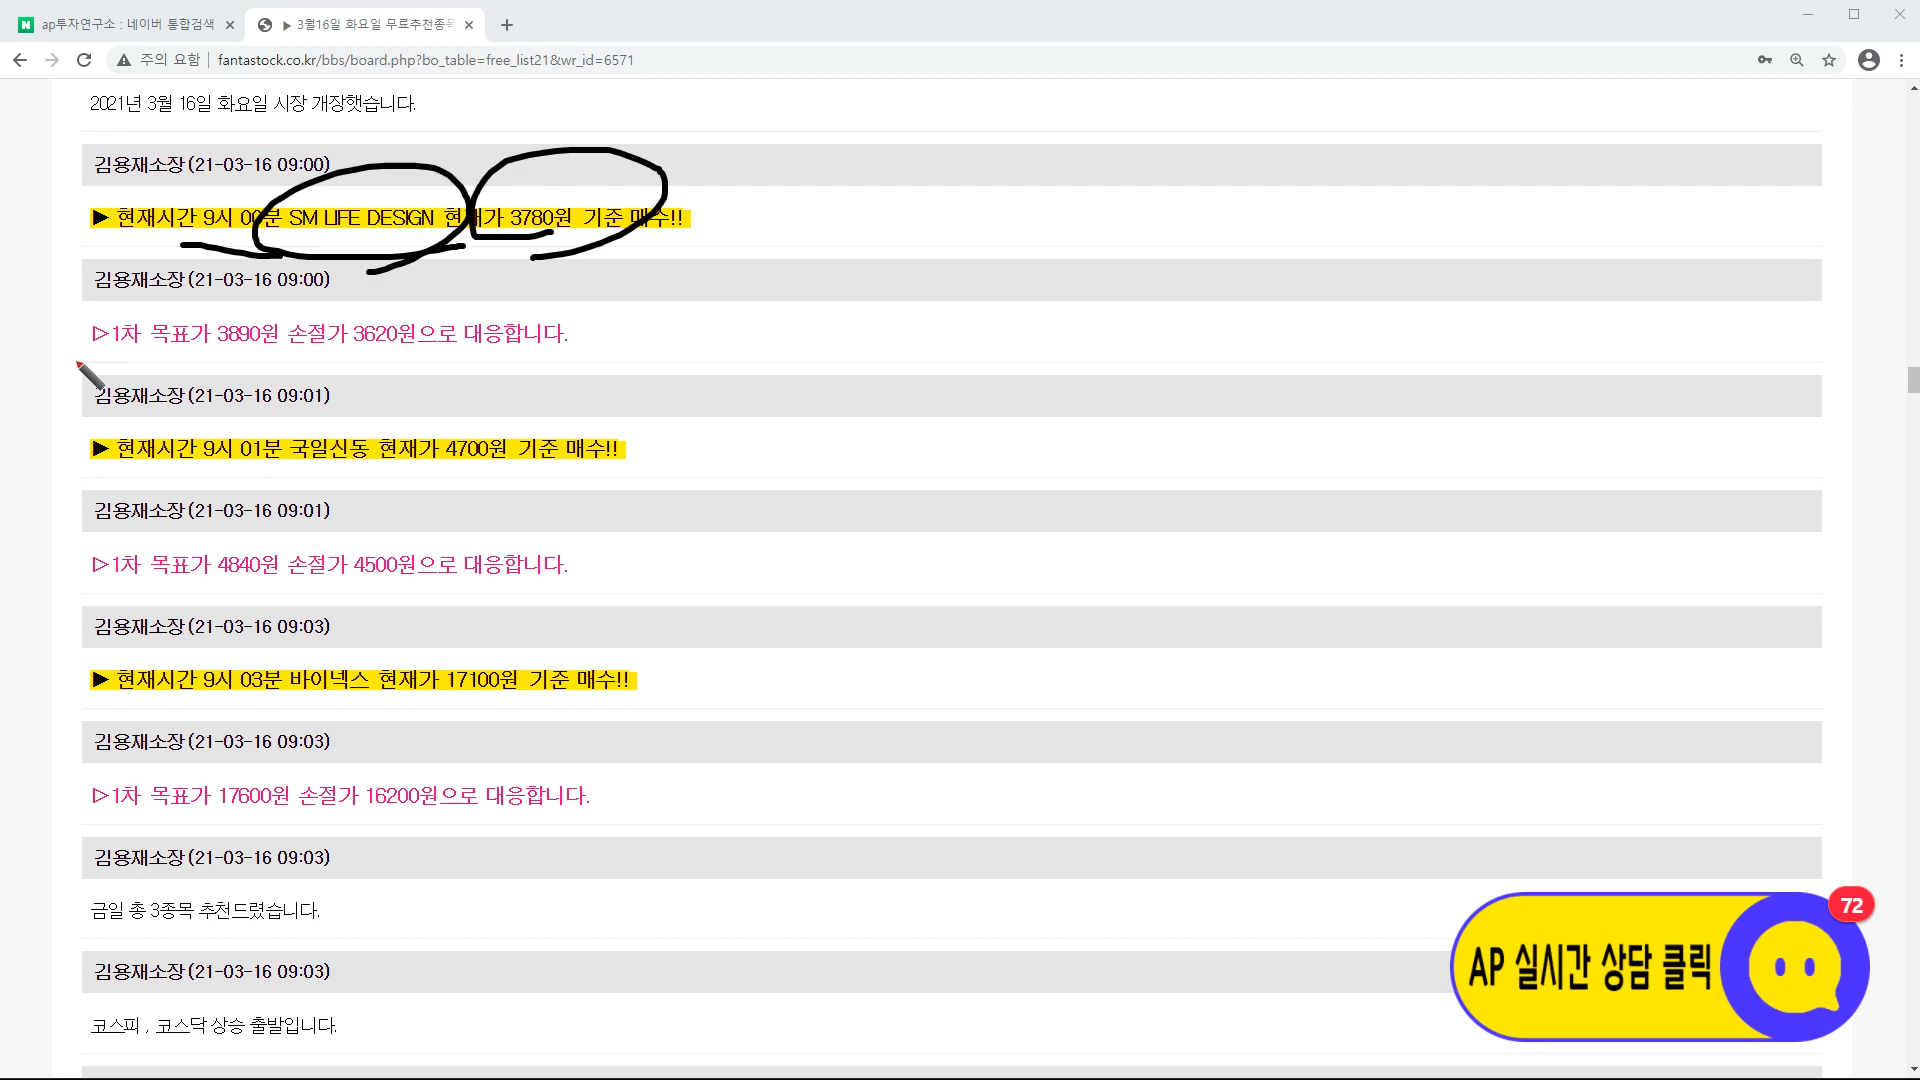 ap투자연구소 : 네이버 통합검색
▶ 3월16일 화요일 무료추천종목
주의 요함 | fantastock.co.kr/bbs/board.php?bo_table=free_list21&wr_id=6571
2021년 3월 16일 화요일 시장 개장햇습니다.
김용재소장(21-03-16 09:00)
▶ 현재시간 9시 00분 SM LIFE DESIGN 현재가 3780원 기준 매수!!
김용재소장(21-03-16 09:00)
▷1차 목표가 3890원 손절가 3620원으로 대응합니다.
김용재소장(21-03-16 09:01)
▶ 현재시간 9시 01분 국일신동 현재가 4700원 기준 매수!!
김용재소장(21-03-16 09:01)
▷1차 목표가 4840원 손절가 4500원으로 대응합니다.
김용재소장(21-03-16 09:03)
▶ 현재시간 9시 03분 바이넥스 현재가 17100원 기준 매수!!
김용재소장(21-03-16 09:03)
▷1차 목표가 17600원 손절가 16200원으로 대응합니다.
김용재소장(21-03-16 09:03)
금일 총 3종목 추천드렸습니다.
김용재소장(21-03-16 09:03)
코스피 , 코스닥 상승 출발입니다.
72
AP 실시간 상담 클릭